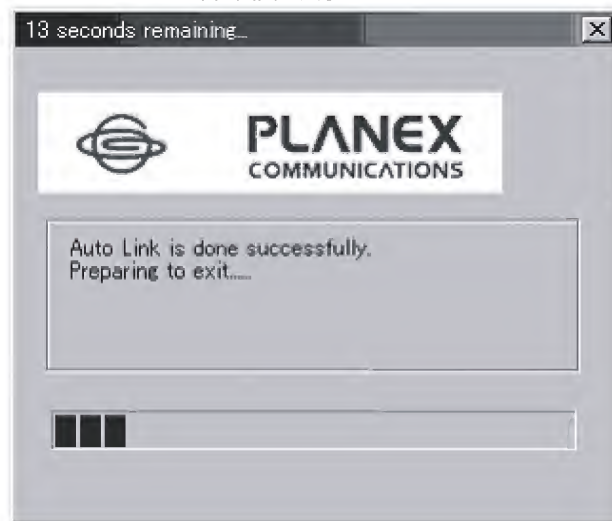 13 seconds remaining...
PLANEX
COMMUNICATIONS
Auto Link is done successfully.
Preparing to exit.....